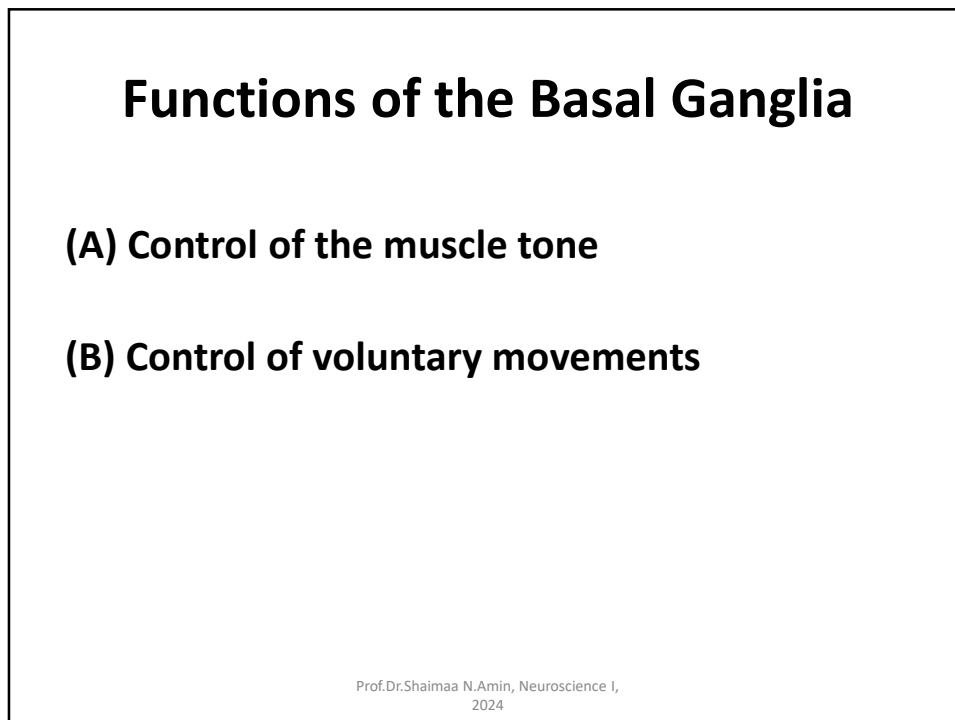 Functions of the Basal Ganglia
(A) Control of the muscle tone
(B) Control of voluntary movements
Prof.Dr.Shaimaa N.Amin, Neuroscience I,
2024